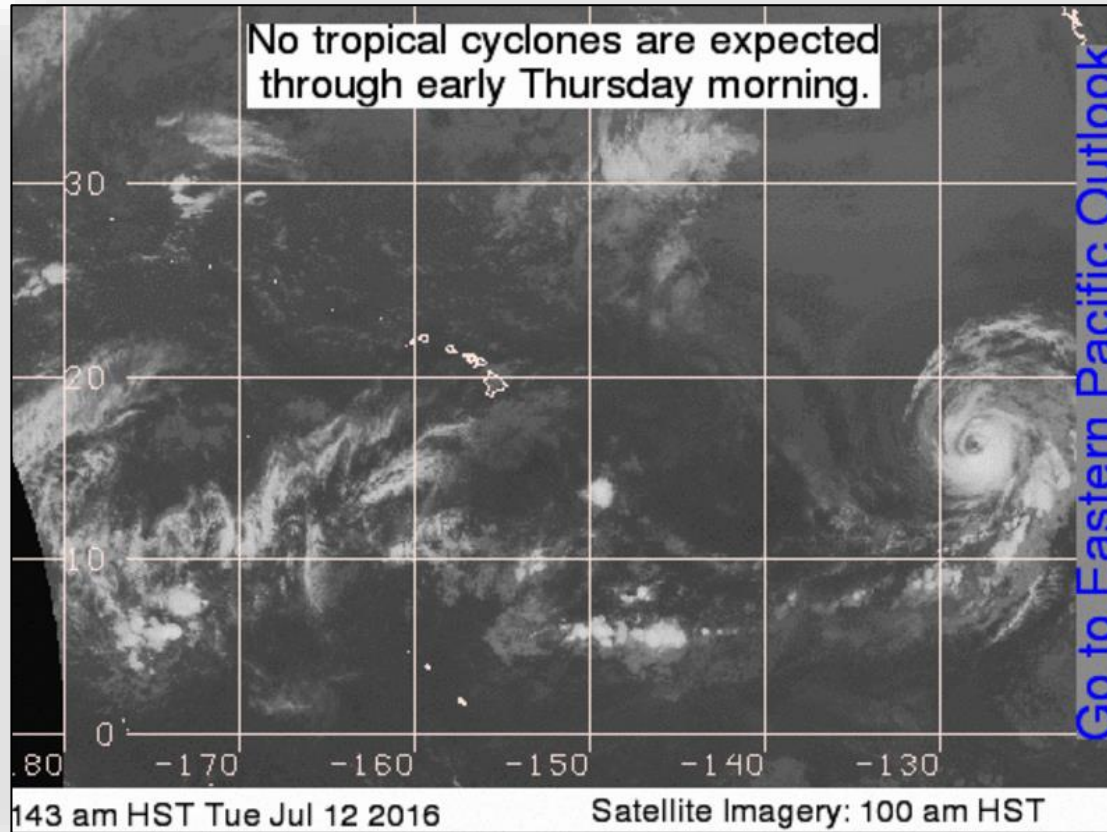 No tropical cyclones are expected
through early Thursday morning.
30
20
10
0
.80 -170 -160 -150 -140 -130
143 am HST Tue Jul 12 2016 Satellite Imagery: 100 am HST
Go to Eastern Pacific Outlook